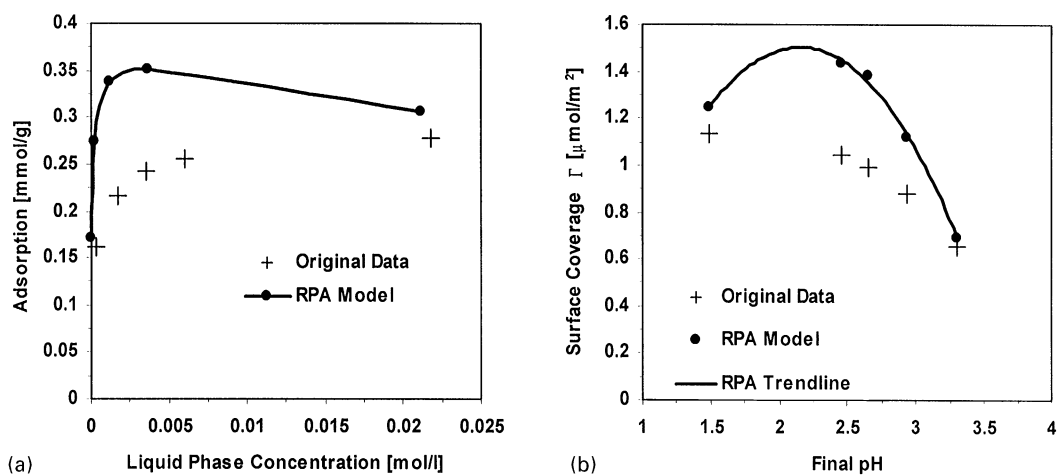 Adsorption [mmol/g]
0.4
0.35
0.3
0.25
0.2
0.15
0.1
0.05
0
Original Data
RPA Model
0 0.005 0.01 0.015 0.02 0.025
(a) Liquid Phase Concentration [mol/l]
Surface Coverage Γ [μmol/m²]
1.6
1.4
1.2
1
0.8
0.6
0.4
0.2
0
Original Data
RPA Model
RPA Trendline
1 1.5 2 2.5 3 3.5 4
(b) Final pH